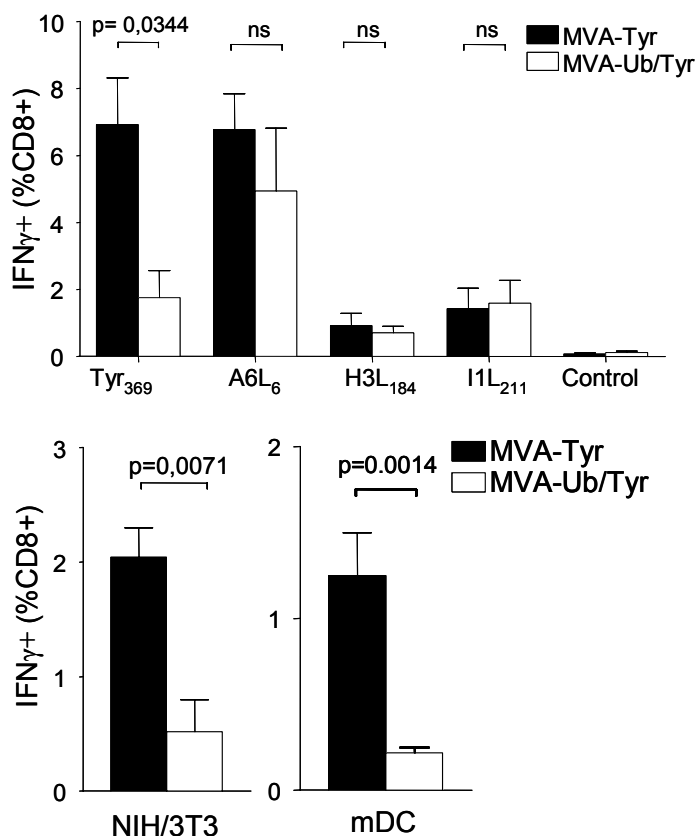 10
8
6
4
2
0
IFNγ+ (%CD8+)
p= 0,0344
ns
ns
ns
MVA-Tyr
MVA-Ub/Tyr
Tyr369
A6L6
H3L184
I1L211
Control
3
2
1
0
IFNγ+ (%CD8+)
p=0,0071
NIH/3T3
2
1
0
p=0.0014
mDC
MVA-Tyr
MVA-Ub/Tyr